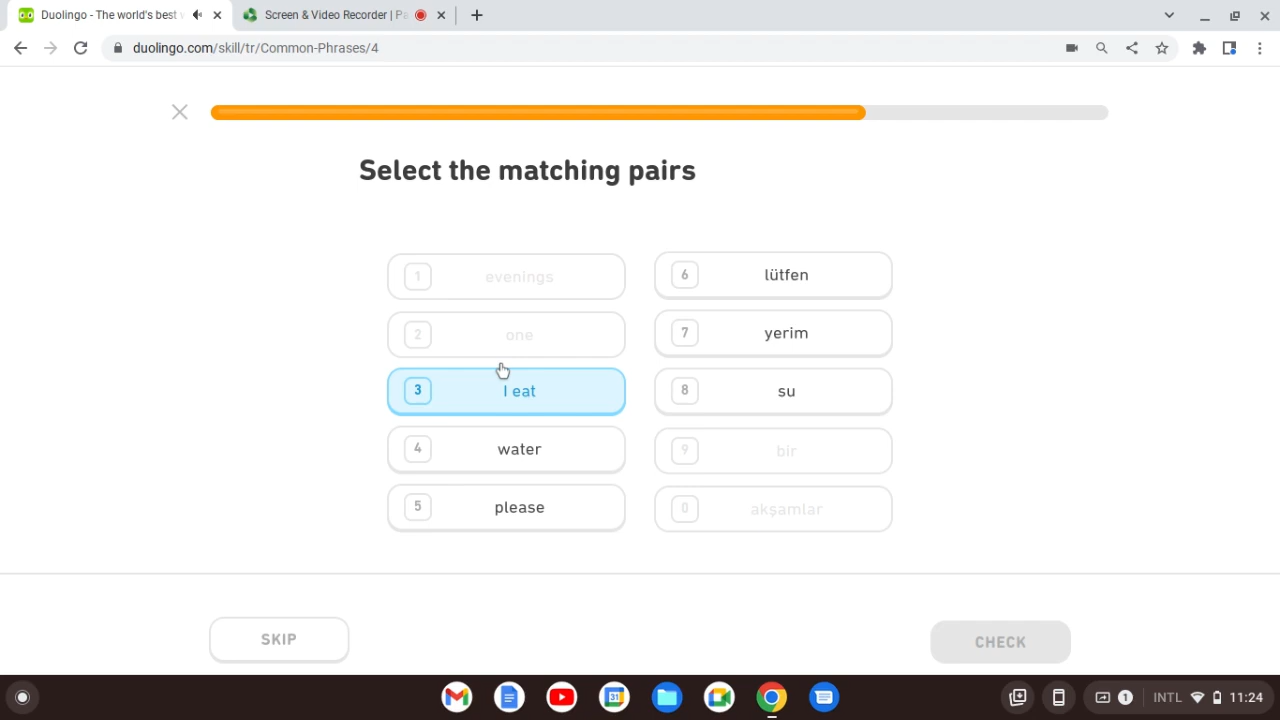 Duolingo - The world's best
Screen & Video Recorder | P
duolingo.com/skill/tr/Common-Phrases/4
Select the matching pairs
1 evenings
2 one
3 I eat
4 water
5 please
6 lütfen
7 yerim
8 su
9 bir
0 akşamlar
SKIP
CHECK
31
1
INTL
11:24